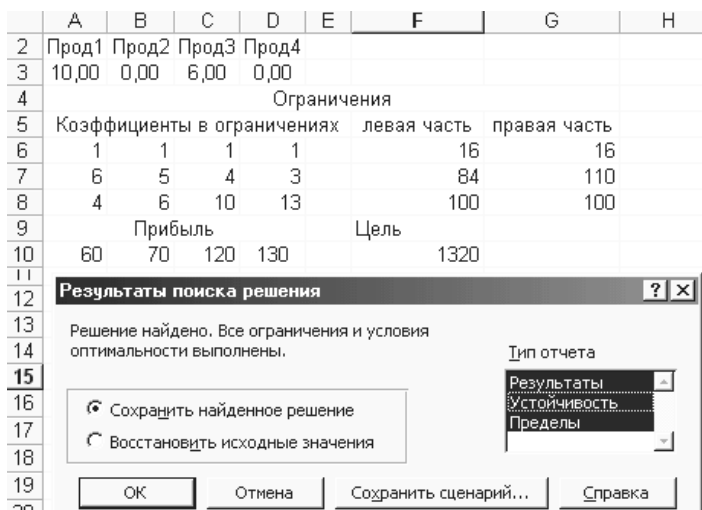 A B C D E F G H
2 Прод1 Прод2 Прод3 Прод4
3 10,00 0,00 6,00 0,00
4 Ограничения
5 Коэффициенты в ограничениях левая часть правая часть
6 1 1 1 1 16 16
7 6 5 4 3 84 110
8 4 6 10 13 100 100
9 Прибыль Цель
10 60 70 120 130 1320
11
12 Результаты поиска решения
13 Решение найдено. Все ограничения и условия
14 оптимальности выполнены. Тип отчета
15 Результаты
16 Сохранить найденное решение Устойчивость
17 Пределы
Восстановить исходные значения
18
19 ОК Отмена Сохранить сценарий... Справка
20